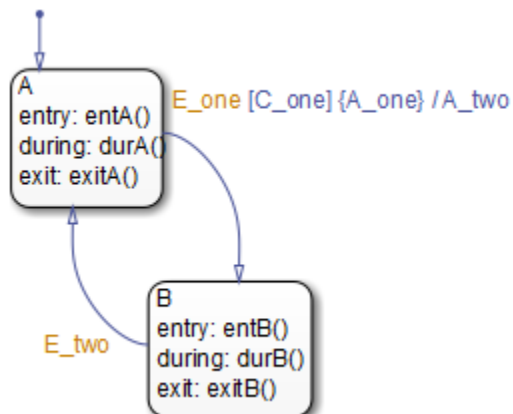 A
entry: entA()
during: durA()
exit: exitA()
E_one [C_one] {A_one} / A_two
E_two
B
entry: entB()
during: durB()
exit: exitB()